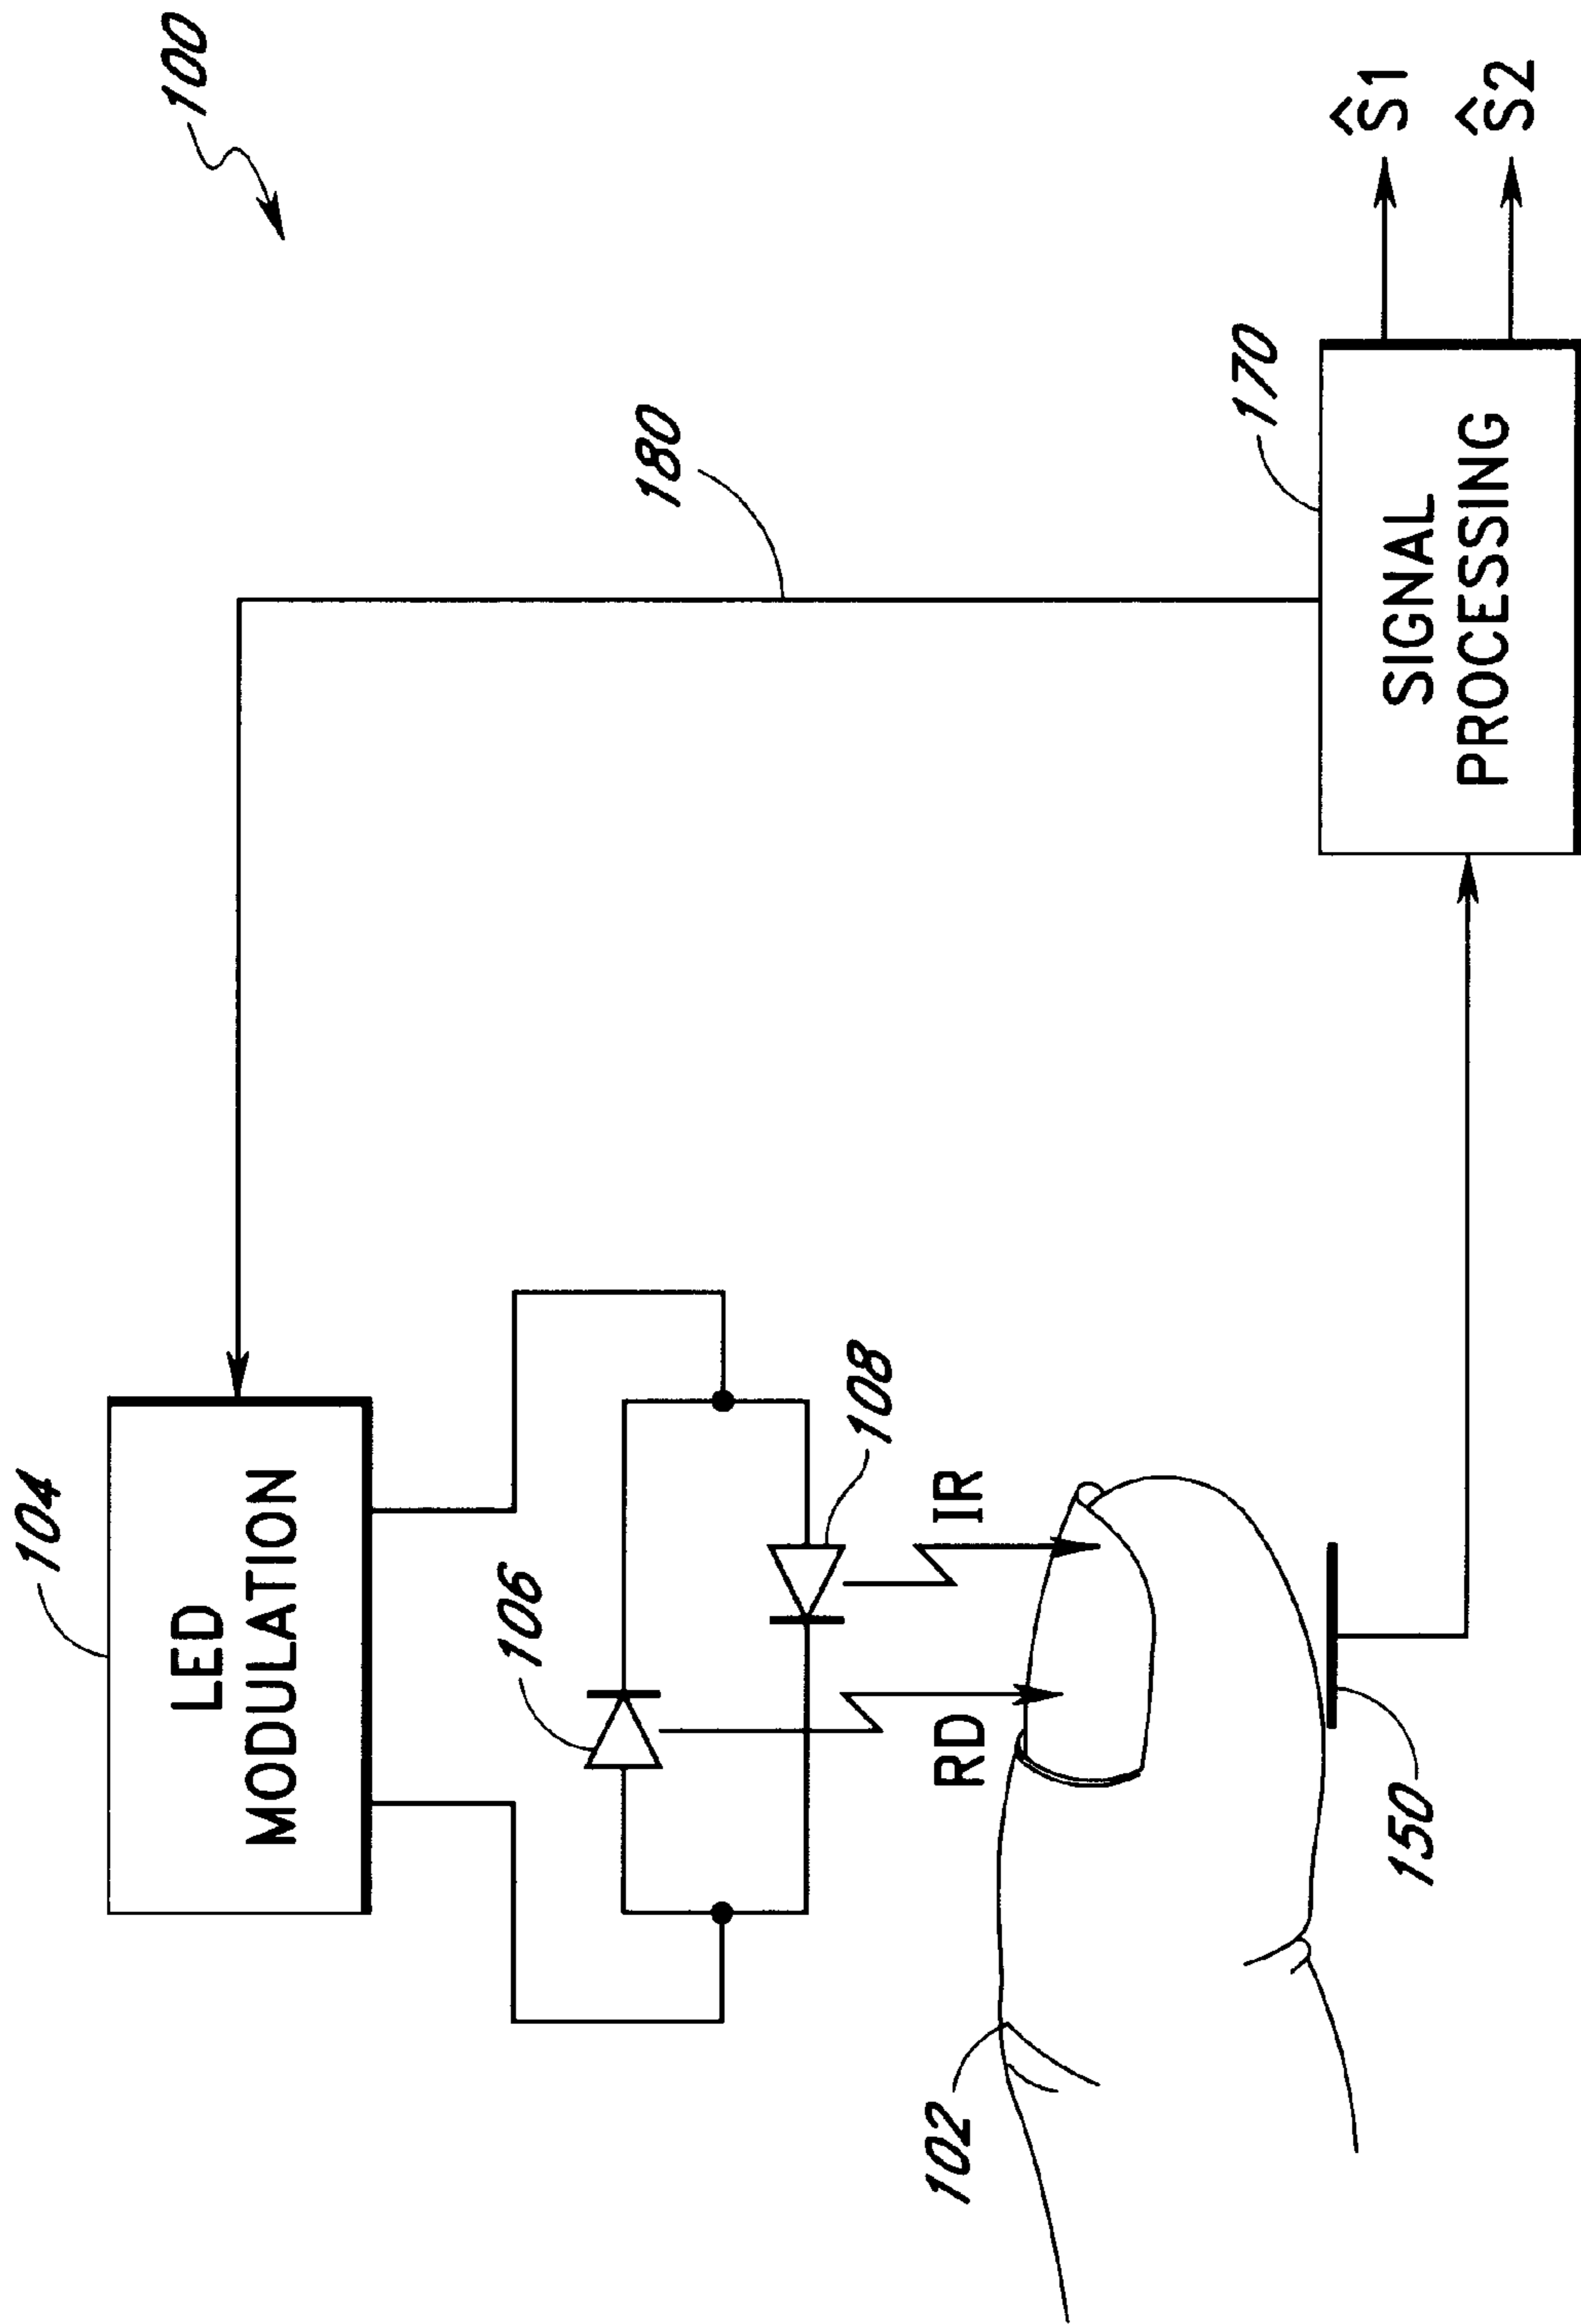 100
104
LED
MODULATION
180
106
108
RD
IR
102
150
170
SIGNAL
PROCESSING
Ŝ1
Ŝ2